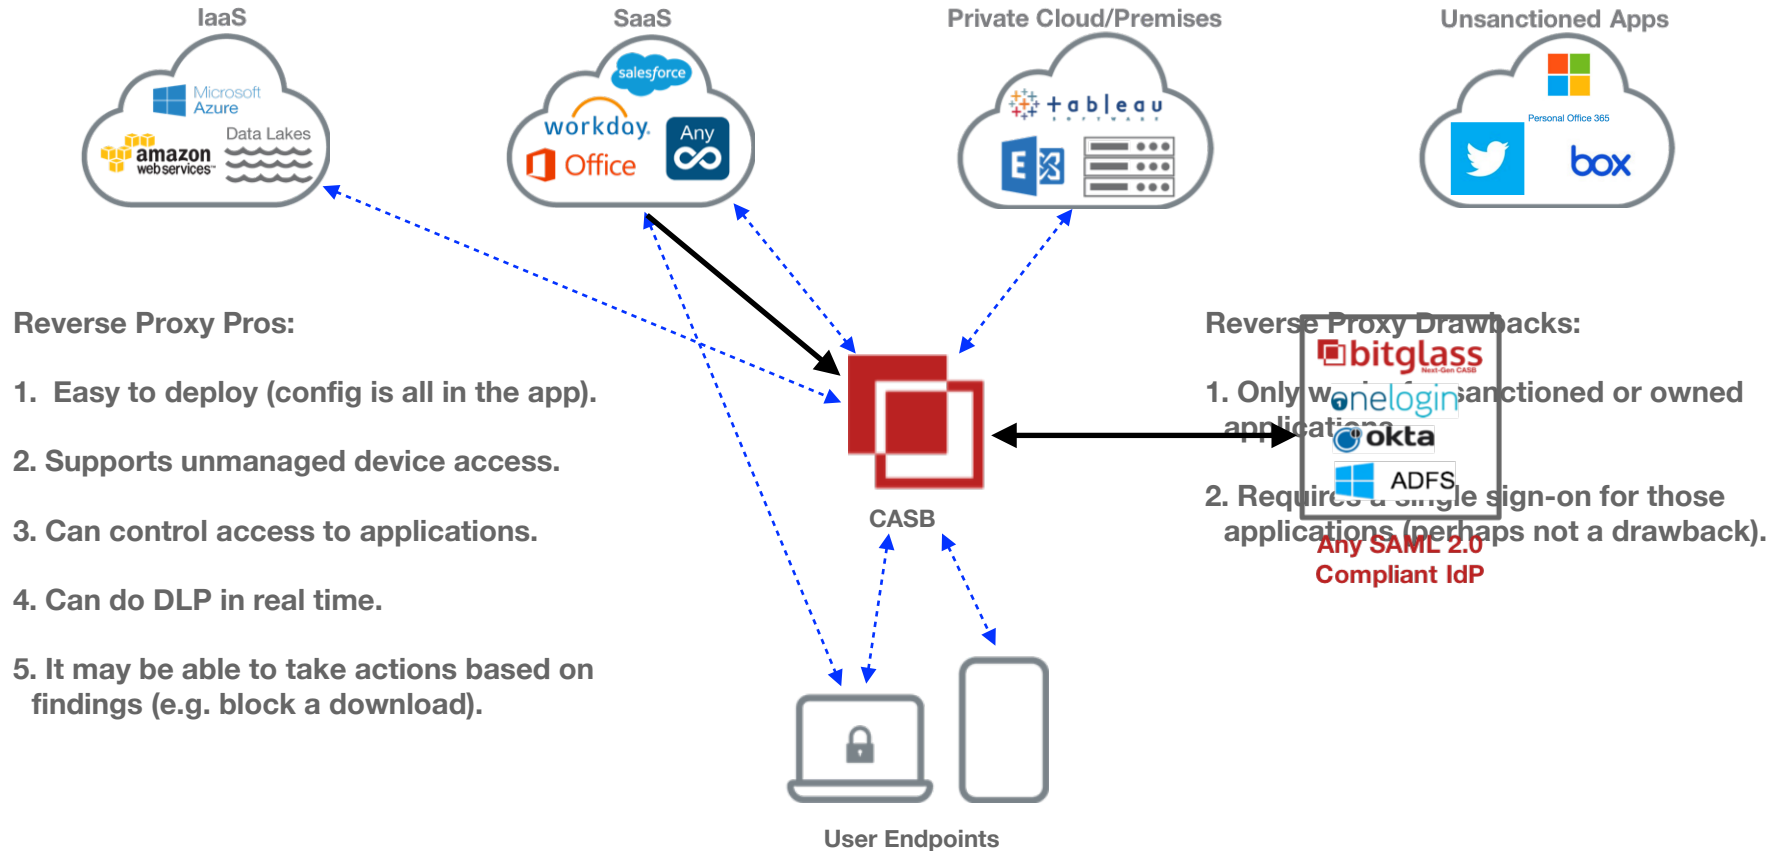 IaaS
SaaS
Private Cloud/Premises
Unsanctioned Apps
Microsoft
Azure
Data Lakes
amazon
webservices™
salesforce
workday.
Any
Office
tableau
SOFTWARE
E
Personal Office 365
box
Reverse Proxy Pros:
1. Easy to deploy (config is all in the app).
2. Supports unmanaged device access.
3. Can control access to applications.
4. Can do DLP in real time.
5. It may be able to take actions based on
findings (e.g. block a download).
CASB
Reverse Proxy Drawbacks:
1. Only sanctioned or owned
applications
2. Requires a single sign-on for those
applications (perhaps not a drawback).
bitglass
Next-Gen CASB
onelogin
okta
ADFS
Any SAML 2.0
Compliant IdP
User Endpoints